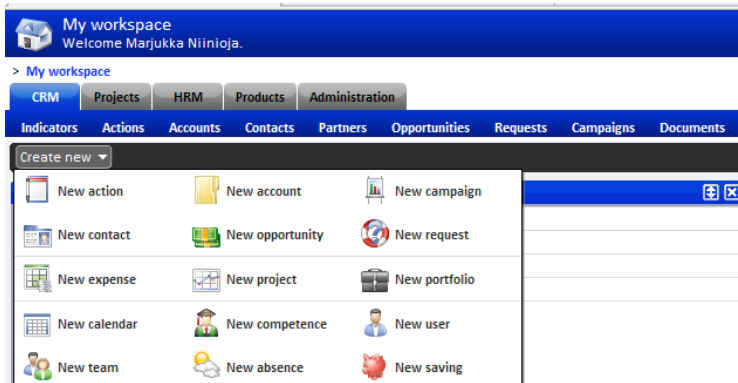 My workspace
Welcome Marjukka Niinioja.
> My workspace
CRM Projects HRM Products Administration
Indicators Actions Accounts Contacts Partners Opportunities Requests Campaigns Documents
Create new
New action New account New campaign
New contact New opportunity New request
New expense New project New portfolio
New calendar New competence New user
New team New absence New saving